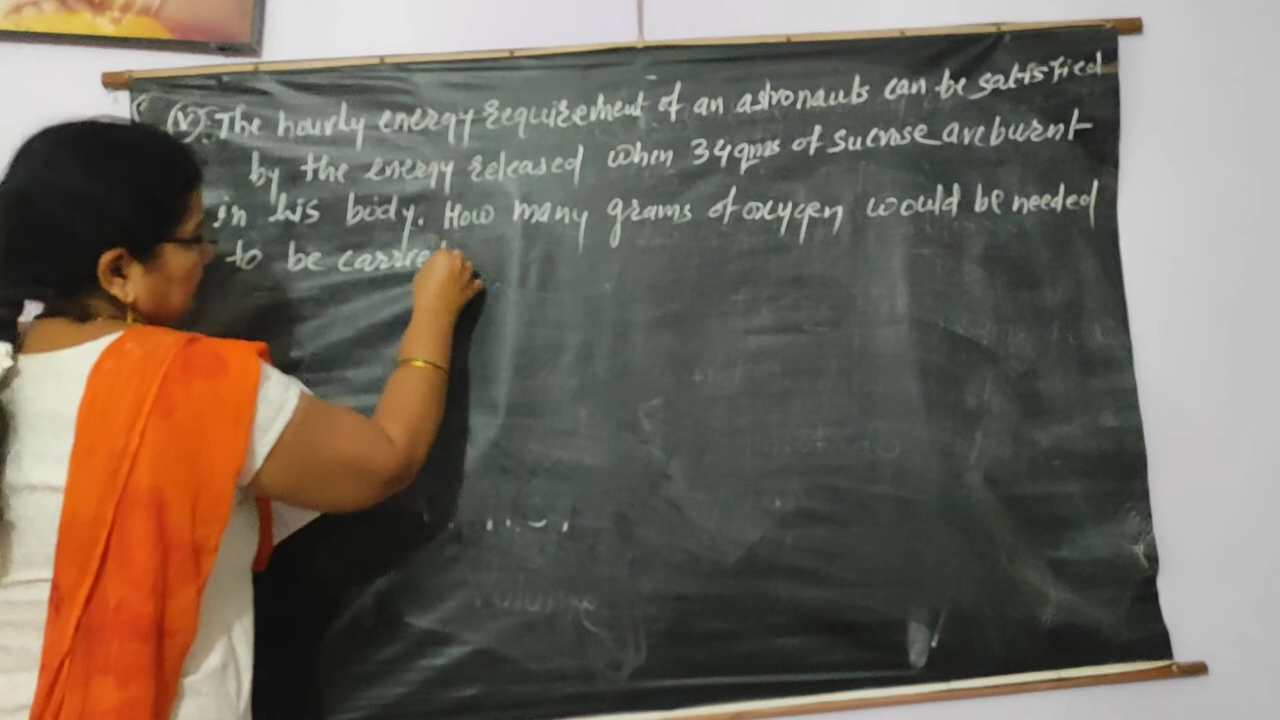 (v). The hourly energy requirement of an astronauts can be satisfied
by the energy released when 34gms of sucrose are burnt
in his body. How many grams of oxygen would be needed
to be carrie